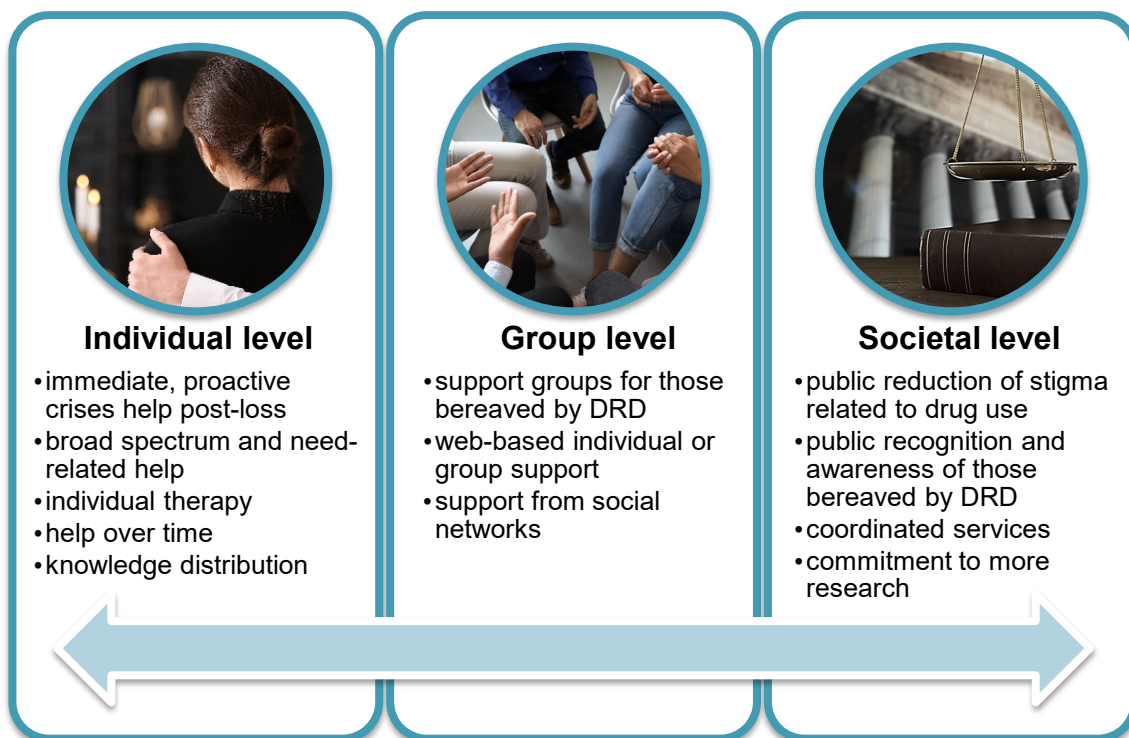 Individual level
•immediate, proactive
crises help post-loss
•broad spectrum and need-
related help
•individual therapy
•help over time
•knowledge distribution
Group level
•support groups for those
bereaved by DRD
•web-based individual or
group support
•support from social
networks
Societal level
•public reduction of stigma
related to drug use
•public recognition and
awareness of those
bereaved by DRD
•coordinated services
•commitment to more
research